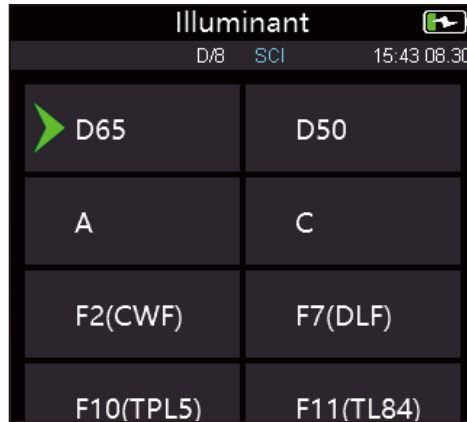 Illuminant
D/8 SCI 15:43 08.30
D65 D50
A C
F2(CWF) F7(DLF)
F10(TPL5) F11(TL84)